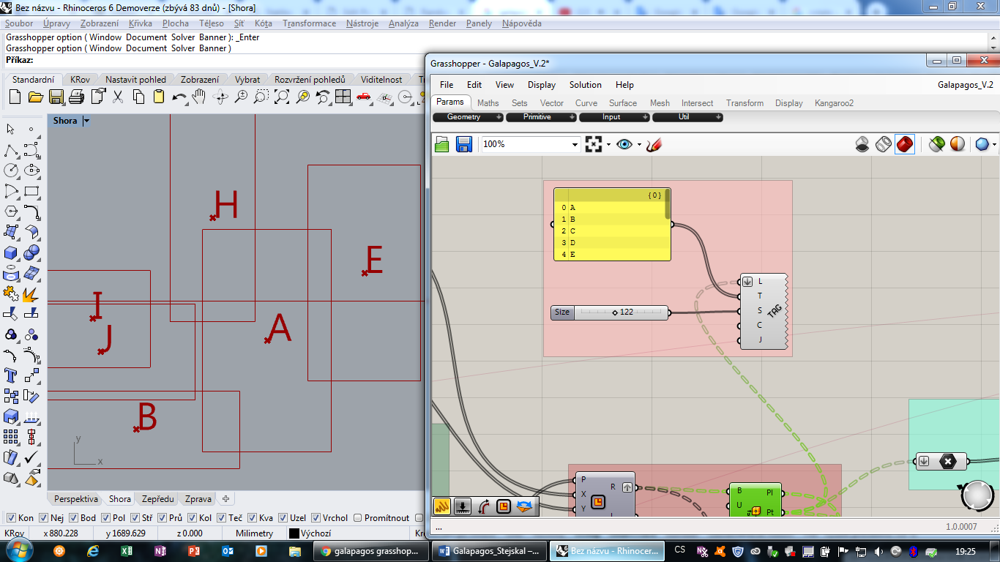 Bez názvu - Rhinoceros 6 Demoverze (zbývá 83 dnů) - [Shora]
Soubor Úpravy Zobrazení Křivka Plocha Těleso Síť Kóta Transformace Nástroje Analýza Render Panely Nápověda
Grasshopper option ( Window Document Solver Banner ): _Enter
Grasshopper option ( Window Document Solver Banner )
Příkaz:
Standardní KRov Nastavit pohled Zobrazení Vybrat Rozvržení pohledů Viditelnost
Shora
H
E
I
A
J
B
y
x
Perspektiva Shora Zepředu Zprava
Kon Nej Bod Pol Stř Prů Kol Teč Kva Uzel Vrchol Promítnout
KRov x 880.228 y 1689.629 z 0.000 Milimetry Výchozí
Grasshopper - Galapagos_V.2*
File Edit View Display Solution Help Galapagos_V.2
Params Maths Sets Vector Curve Surface Mesh Intersect Transform Display Kangaroo2
Geometry Primitive Input Util
100%
{0}
0 A
1 B
2 C
3 D
4 E
Size 122
L
T
S
C
J
TAG
P
X
Y
R
B
U
Pl
Pt
... 1.0.0007
galapagos grasshop... Galapagos_Stejskal –... Bez názvu - Rhinocer... CS 19:25